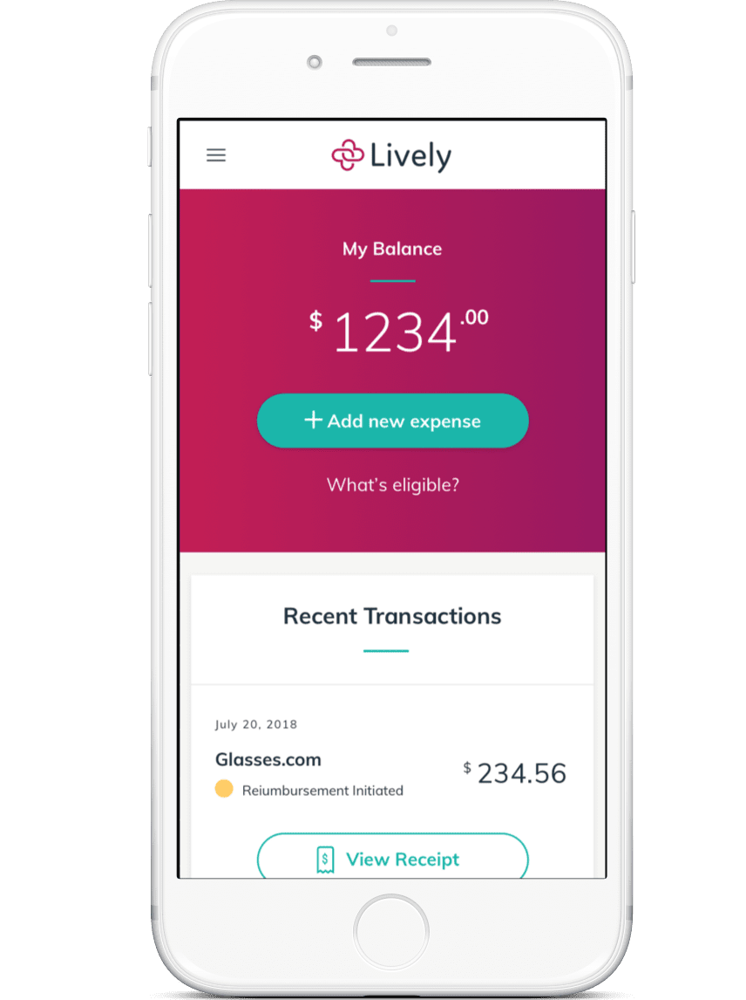 Lively
My Balance
$ 1234.00
+ Add new expense
What's eligible?
Recent Transactions
July 20, 2018
Glasses.com
$ 234.56
Reiumbursement Initiated
$ View Receipt